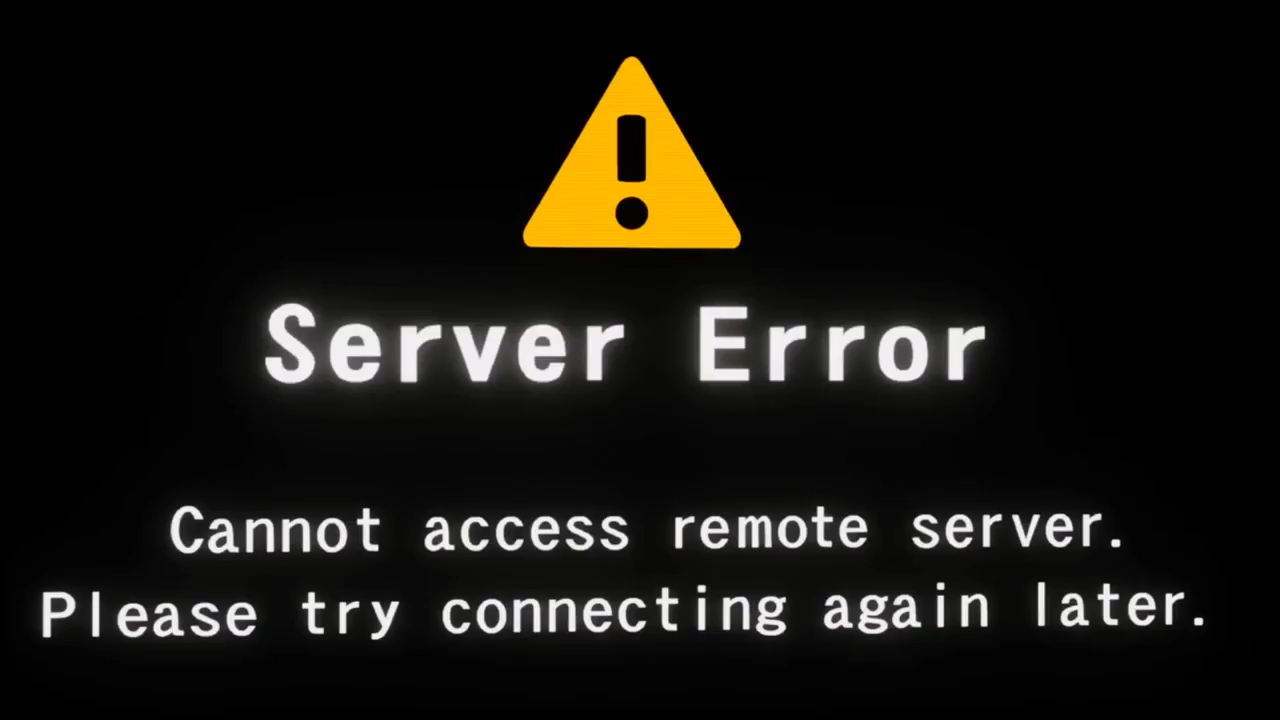 Server Error
Cannot access remote server.
Please try connecting again later.